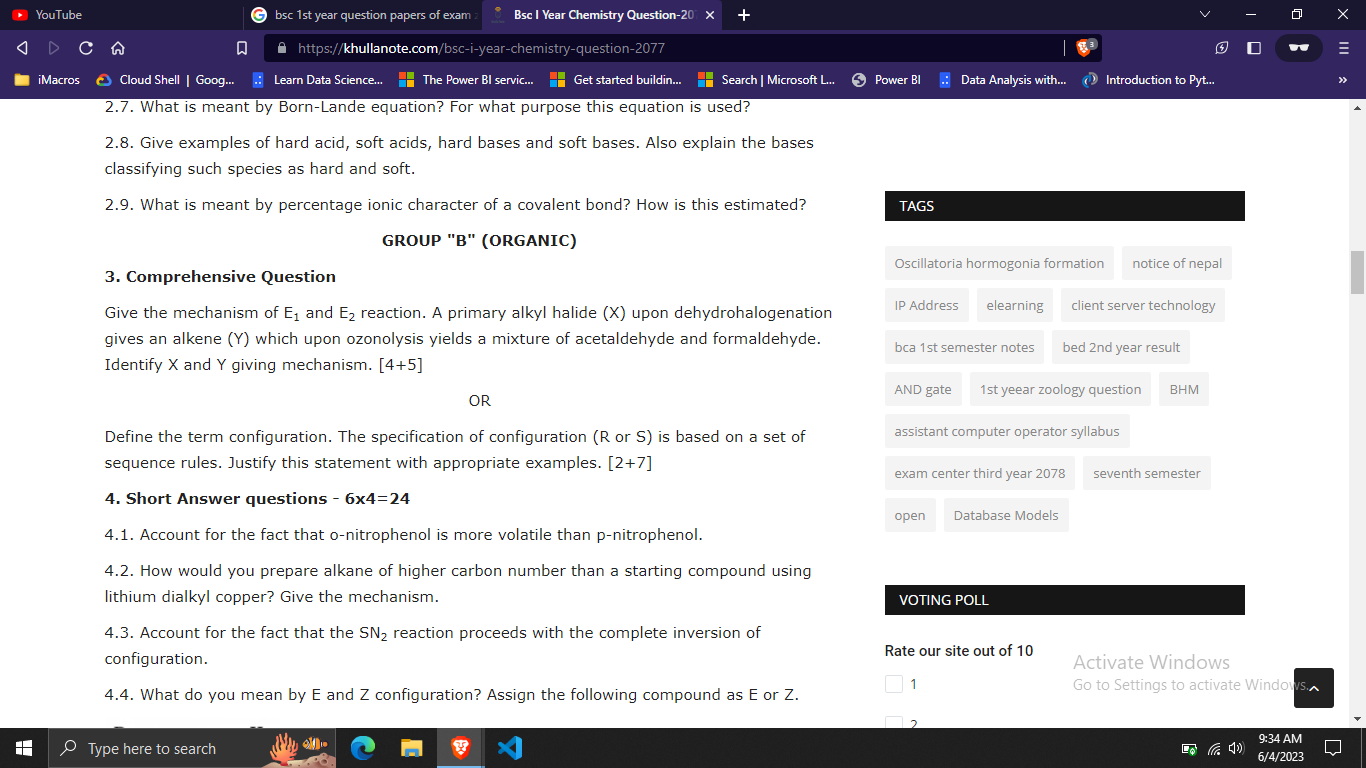 YouTube
bsc 1st year question papers of exam
Bsc I Year Chemistry Question-20
https://khullanote.com/bsc-i-year-chemistry-question-2077
3
iMacros
Cloud Shell | Goog...
Learn Data Science...
The Power BI servic...
Get started buildin...
Search | Microsoft L...
Power BI
Data Analysis with...
Introduction to Pyt...
2.7. What is meant by Born-Lande equation? For what purpose this equation is used?
2.8. Give examples of hard acid, soft acids, hard bases and soft bases. Also explain the bases
classifying such species as hard and soft.
2.9. What is meant by percentage ionic character of a covalent bond? How is this estimated?
GROUP "B" (ORGANIC)
3. Comprehensive Question
Give the mechanism of E₁ and E₂ reaction. A primary alkyl halide (X) upon dehydrohalogenation
gives an alkene (Y) which upon ozonolysis yields a mixture of acetaldehyde and formaldehyde.
Identify X and Y giving mechanism. [4+5]
OR
Define the term configuration. The specification of configuration (R or S) is based on a set of
sequence rules. Justify this statement with appropriate examples. [2+7]
4. Short Answer questions - 6x4=24
4.1. Account for the fact that o-nitrophenol is more volatile than p-nitrophenol.
4.2. How would you prepare alkane of higher carbon number than a starting compound using
lithium dialkyl copper? Give the mechanism.
4.3. Account for the fact that the SN₂ reaction proceeds with the complete inversion of
configuration.
4.4. What do you mean by E and Z configuration? Assign the following compound as E or Z.
TAGS
Oscillatoria hormogonia formation
notice of nepal
IP Address
elearning
client server technology
bca 1st semester notes
bed 2nd year result
AND gate
1st yeear zoology question
BHM
assistant computer operator syllabus
exam center third year 2078
seventh semester
open
Database Models
VOTING POLL
Rate our site out of 10
1
2
Activate Windows
Go to Settings to activate Windows.
Type here to search
9:34 AM
6/4/2023